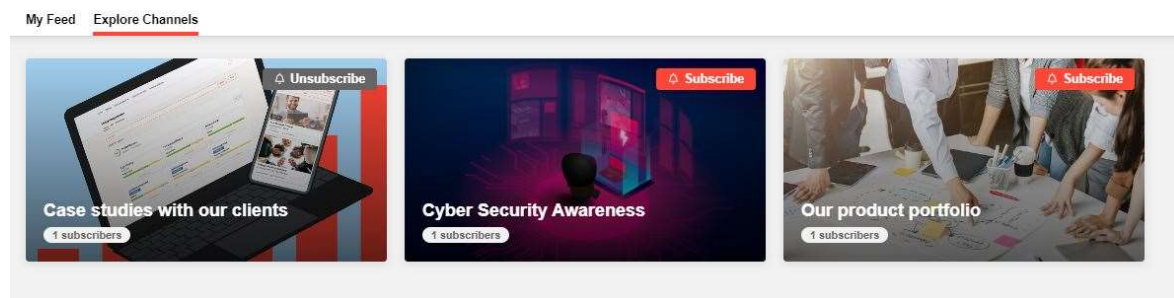 My Feed Explore Channels
Unsubscribe
Case studies with our clients
1 subscribers
Subscribe
Cyber Security Awareness
1 subscribers
Subscribe
Our product portfolio
1 subscribers